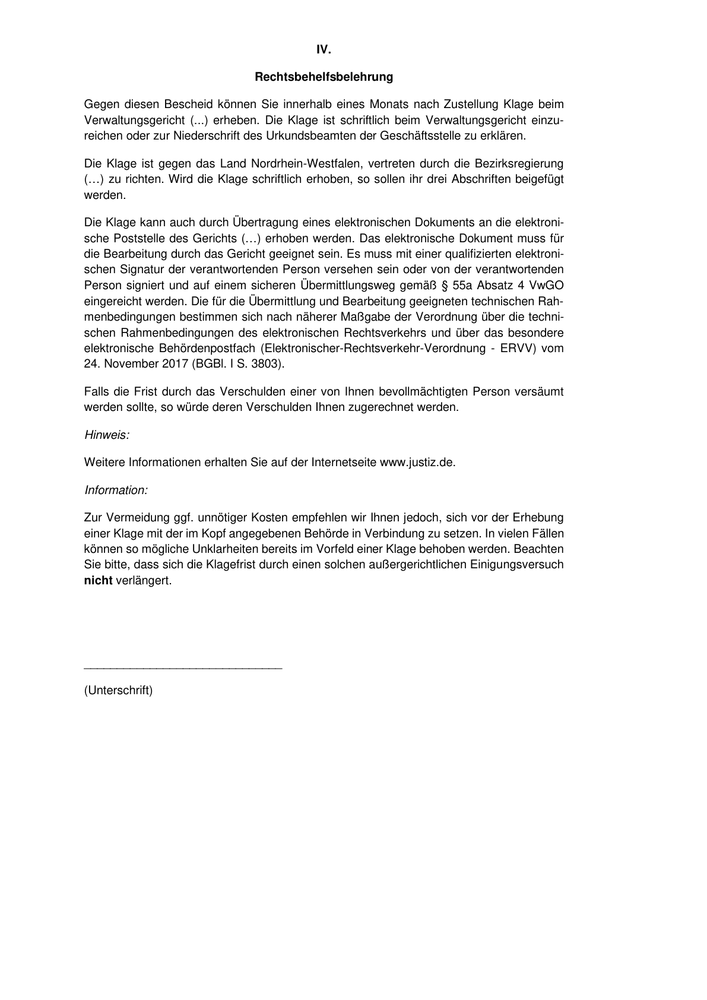 IV.
Rechtsbehelfsbelehrung
Gegen diesen Bescheid können Sie innerhalb eines Monats nach Zustellung Klage beim
Verwaltungsgericht (...) erheben. Die Klage ist schriftlich beim Verwaltungsgericht einzu-
reichen oder zur Niederschrift des Urkundsbeamten der Geschäftsstelle zu erklären.
Die Klage ist gegen das Land Nordrhein-Westfalen, vertreten durch die Bezirksregierung
(…) zu richten. Wird die Klage schriftlich erhoben, so sollen ihr drei Abschriften beigefügt
werden.
Die Klage kann auch durch Übertragung eines elektronischen Dokuments an die elektroni-
sche Poststelle des Gerichts (…) erhoben werden. Das elektronische Dokument muss für
die Bearbeitung durch das Gericht geeignet sein. Es muss mit einer qualifizierten elektroni-
schen Signatur der verantwortenden Person versehen sein oder von der verantwortenden
Person signiert und auf einem sicheren Übermittlungsweg gemäß § 55a Absatz 4 VwGO
eingereicht werden. Die für die Übermittlung und Bearbeitung geeigneten technischen Rah-
menbedingungen bestimmen sich nach näherer Maßgabe der Verordnung über die techni-
schen Rahmenbedingungen des elektronischen Rechtsverkehrs und über das besondere
elektronische Behördenpostfach (Elektronischer-Rechtsverkehr-Verordnung - ERVV) vom
24. November 2017 (BGBl. I S. 3803).
Falls die Frist durch das Verschulden einer von Ihnen bevollmächtigten Person versäumt
werden sollte, so würde deren Verschulden Ihnen zugerechnet werden.
Hinweis:
Weitere Informationen erhalten Sie auf der Internetseite www.justiz.de.
Information:
Zur Vermeidung ggf. unnötiger Kosten empfehlen wir Ihnen jedoch, sich vor der Erhebung
einer Klage mit der im Kopf angegebenen Behörde in Verbindung zu setzen. In vielen Fällen
können so mögliche Unklarheiten bereits im Vorfeld einer Klage behoben werden. Beachten
Sie bitte, dass sich die Klagefrist durch einen solchen außergerichtlichen Einigungsversuch
nicht verlängert.
______________________________
(Unterschrift)